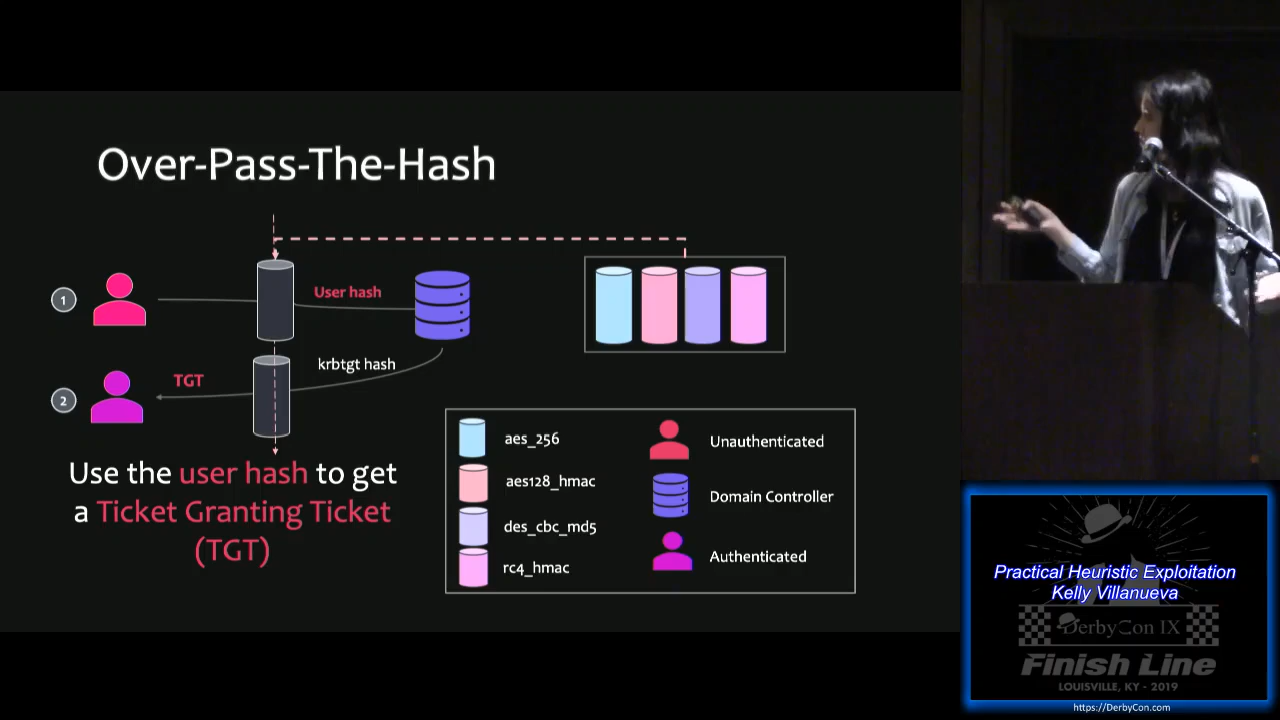 Over-Pass-The-Hash
1
User hash
krbtgt hash
2
TGT
Use the user hash to get
a Ticket Granting Ticket
(TGT)
aes_256
aes128_hmac
des_cbc_md5
rc4_hmac
Unauthenticated
Domain Controller
Authenticated
Practical Heuristic Exploitation
Kelly Villanueva
DerbyCon IX
Finish Line
LOUISVILLE, KY - 2019
https://DerbyCon.com